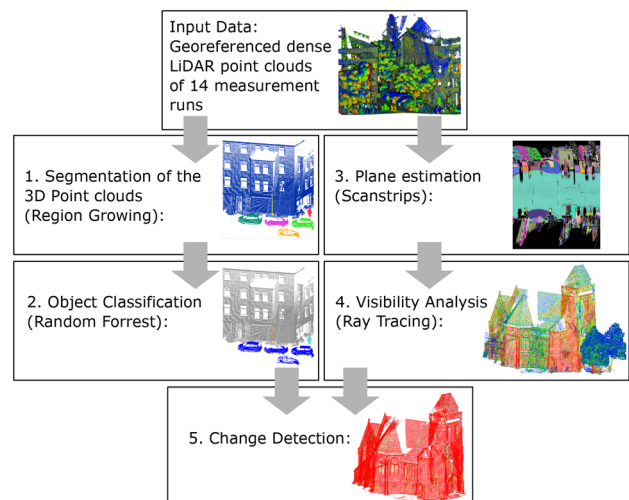 Input Data:
Georeferenced dense
LiDAR point clouds
of 14 measurement
runs
1. Segmentation of the
3D Point clouds
(Region Growing):
3. Plane estimation
(Scanstrips):
2. Object Classification
(Random Forrest):
4. Visibility Analysis
(Ray Tracing):
5. Change Detection: